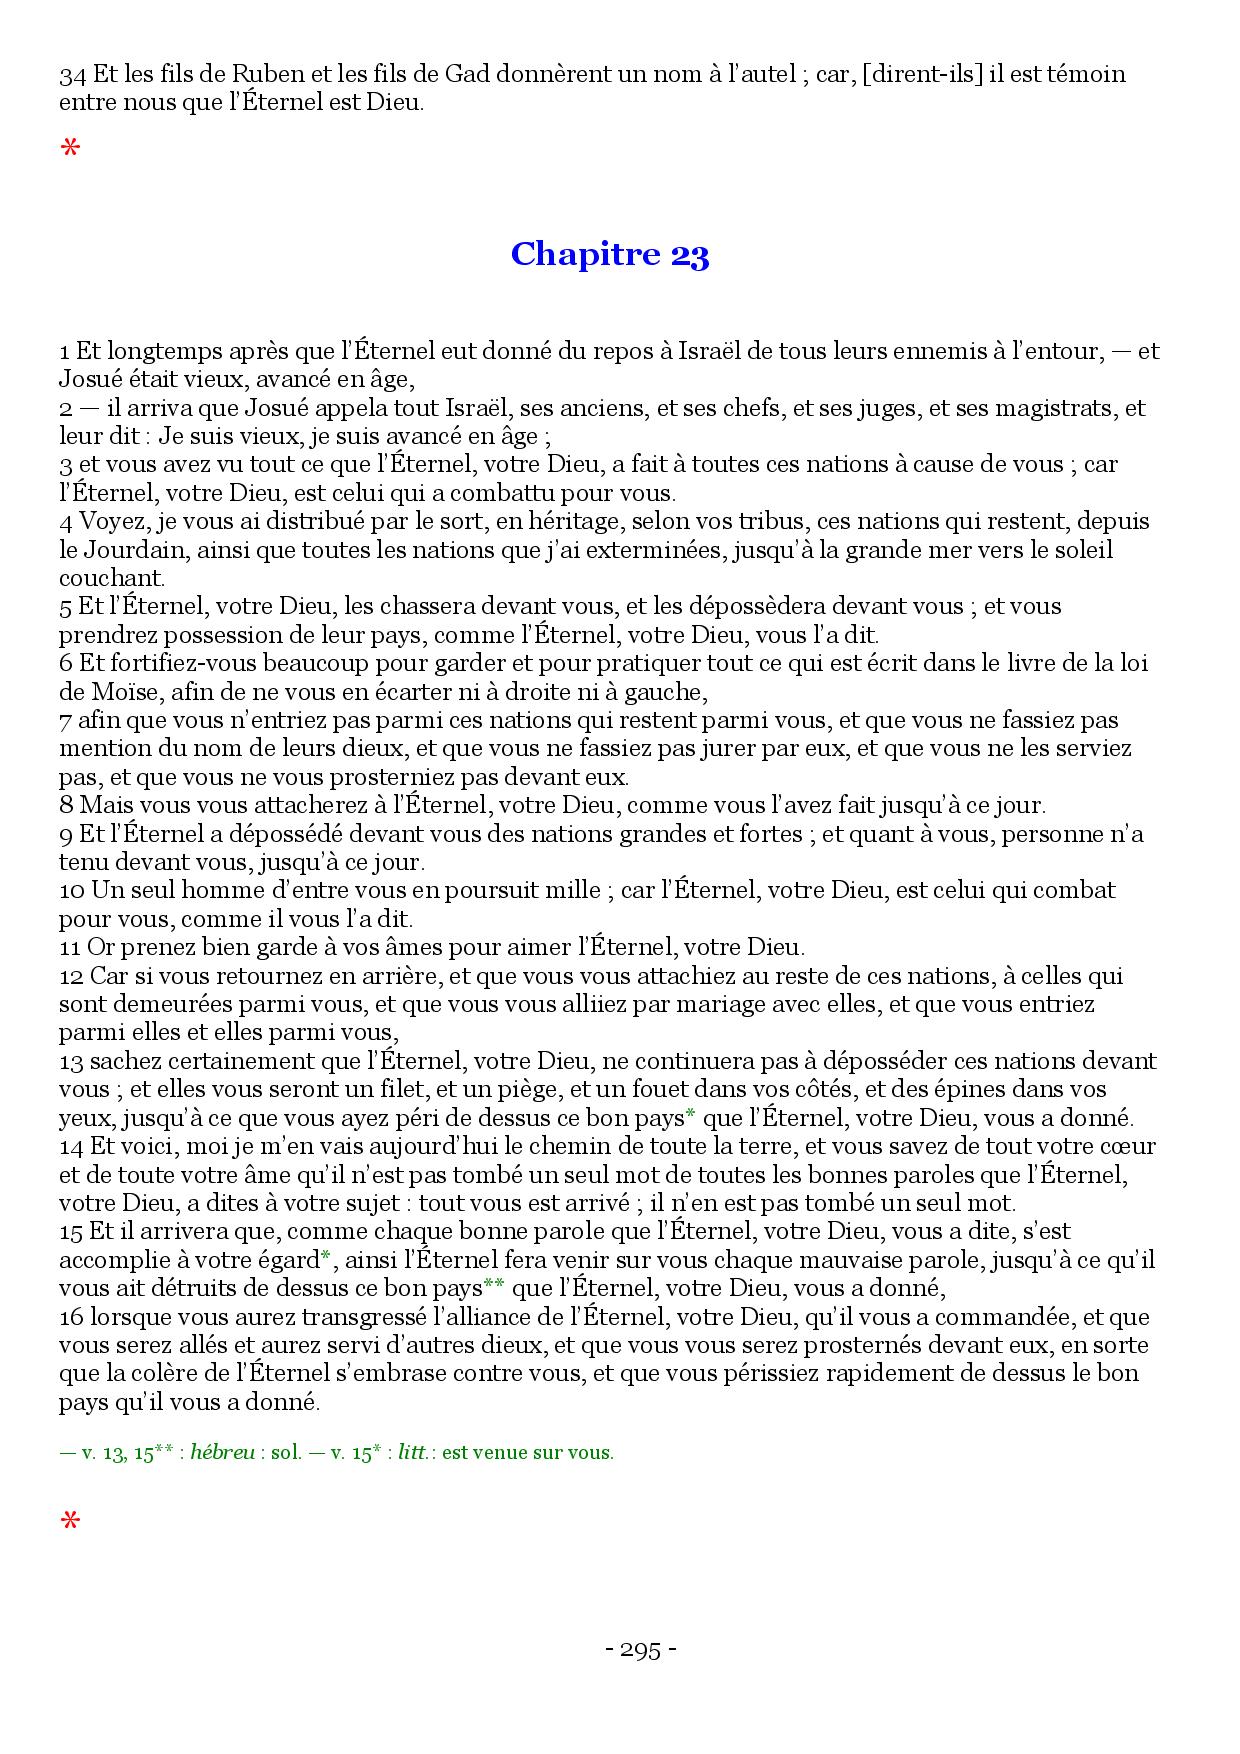 34 Et les fils de Ruben et les fils de Gad donnèrent un nom à l’autel ; car, [dirent-ils] il est témoin
entre nous que l’Éternel est Dieu.
*
Chapitre 23
1 Et longtemps après que l’Éternel eut donné du repos à Israël de tous leurs ennemis à l’entour, — et
Josué était vieux, avancé en âge,
2 — il arriva que Josué appela tout Israël, ses anciens, et ses chefs, et ses juges, et ses magistrats, et
leur dit : Je suis vieux, je suis avancé en âge ;
3 et vous avez vu tout ce que l’Éternel, votre Dieu, a fait à toutes ces nations à cause de vous ; car
l’Éternel, votre Dieu, est celui qui a combattu pour vous.
4 Voyez, je vous ai distribué par le sort, en héritage, selon vos tribus, ces nations qui restent, depuis
le Jourdain, ainsi que toutes les nations que j’ai exterminées, jusqu’à la grande mer vers le soleil
couchant.
5 Et l’Éternel, votre Dieu, les chassera devant vous, et les dépossèdera devant vous ; et vous
prendrez possession de leur pays, comme l’Éternel, votre Dieu, vous l’a dit.
6 Et fortifiez-vous beaucoup pour garder et pour pratiquer tout ce qui est écrit dans le livre de la loi
de Moïse, afin de ne vous en écarter ni à droite ni à gauche,
7 afin que vous n’entriez pas parmi ces nations qui restent parmi vous, et que vous ne fassiez pas
mention du nom de leurs dieux, et que vous ne fassiez pas jurer par eux, et que vous ne les serviez
pas, et que vous ne vous prosterniez pas devant eux.
8 Mais vous vous attacherez à l’Éternel, votre Dieu, comme vous l’avez fait jusqu’à ce jour.
9 Et l’Éternel a dépossédé devant vous des nations grandes et fortes ; et quant à vous, personne n’a
tenu devant vous, jusqu’à ce jour.
10 Un seul homme d’entre vous en poursuit mille ; car l’Éternel, votre Dieu, est celui qui combat
pour vous, comme il vous l’a dit.
11 Or prenez bien garde à vos âmes pour aimer l’Éternel, votre Dieu.
12 Car si vous retournez en arrière, et que vous vous attachiez au reste de ces nations, à celles qui
sont demeurées parmi vous, et que vous vous alliiez par mariage avec elles, et que vous entriez
parmi elles et elles parmi vous,
13 sachez certainement que l’Éternel, votre Dieu, ne continuera pas à déposséder ces nations devant
vous ; et elles vous seront un filet, et un piège, et un fouet dans vos côtés, et des épines dans vos
yeux, jusqu’à ce que vous ayez péri de dessus ce bon pays* que l’Éternel, votre Dieu, vous a donné.
14 Et voici, moi je m’en vais aujourd’hui le chemin de toute la terre, et vous savez de tout votre cœur
et de toute votre âme qu’il n’est pas tombé un seul mot de toutes les bonnes paroles que l’Éternel,
votre Dieu, a dites à votre sujet : tout vous est arrivé ; il n’en est pas tombé un seul mot.
15 Et il arrivera que, comme chaque bonne parole que l’Éternel, votre Dieu, vous a dite, s’est
accomplie à votre égard*, ainsi l’Éternel fera venir sur vous chaque mauvaise parole, jusqu’à ce qu’il
vous ait détruits de dessus ce bon pays** que l’Éternel, votre Dieu, vous a donné,
16 lorsque vous aurez transgressé l’alliance de l’Éternel, votre Dieu, qu’il vous a commandée, et que
vous serez allés et aurez servi d’autres dieux, et que vous vous serez prosternés devant eux, en sorte
que la colère de l’Éternel s’embrase contre vous, et que vous périssiez rapidement de dessus le bon
pays qu’il vous a donné.
— v. 13, 15** : hébreu : sol. — v. 15* : litt.: est venue sur vous.
*
- 295 -